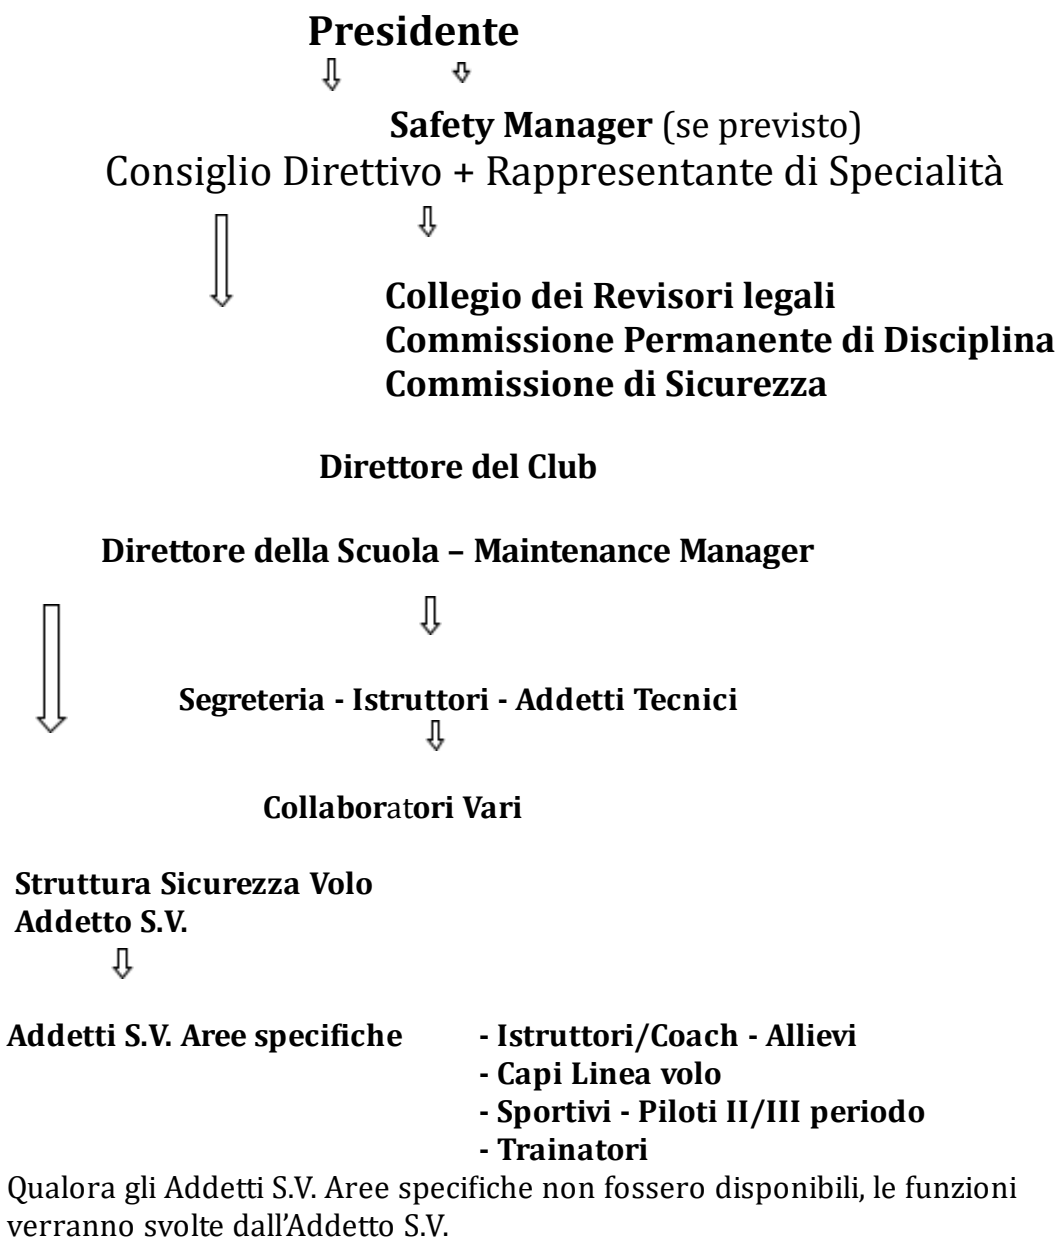 Presidente
Safety Manager (se previsto)
Consiglio Direttivo + Rappresentante di Specialità
Collegio dei Revisori legali
Commissione Permanente di Disciplina
Commissione di Sicurezza
Direttore del Club
Direttore della Scuola – Maintenance Manager
Segreteria - Istruttori - Addetti Tecnici
Collaboratori Vari
Struttura Sicurezza Volo
Addetto S.V.
Addetti S.V. Aree specifiche - Istruttori/Coach - Allievi
- Capi Linea volo
- Sportivi - Piloti II/III periodo
- Trainatori
Qualora gli Addetti S.V. Aree specifiche non fossero disponibili, le funzioni
verranno svolte dall'Addetto S.V.